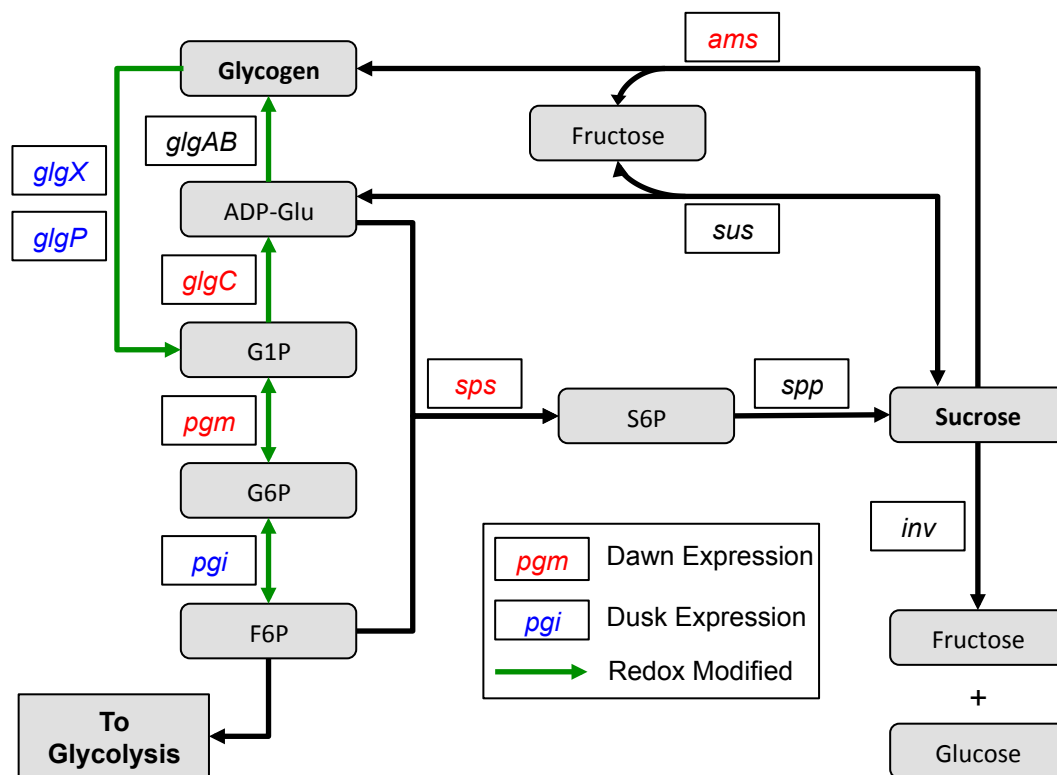 ams
Glycogen
Fructose
glgAB
glgX
glgP
ADP-Glu
sus
glgC
G1P
sps
spp
S6P
Sucrose
pgm
G6P
inv
pgi
pgm Dawn Expression
pgi Dusk Expression
Redox Modified
F6P
Fructose
+
Glucose
To
Glycolysis